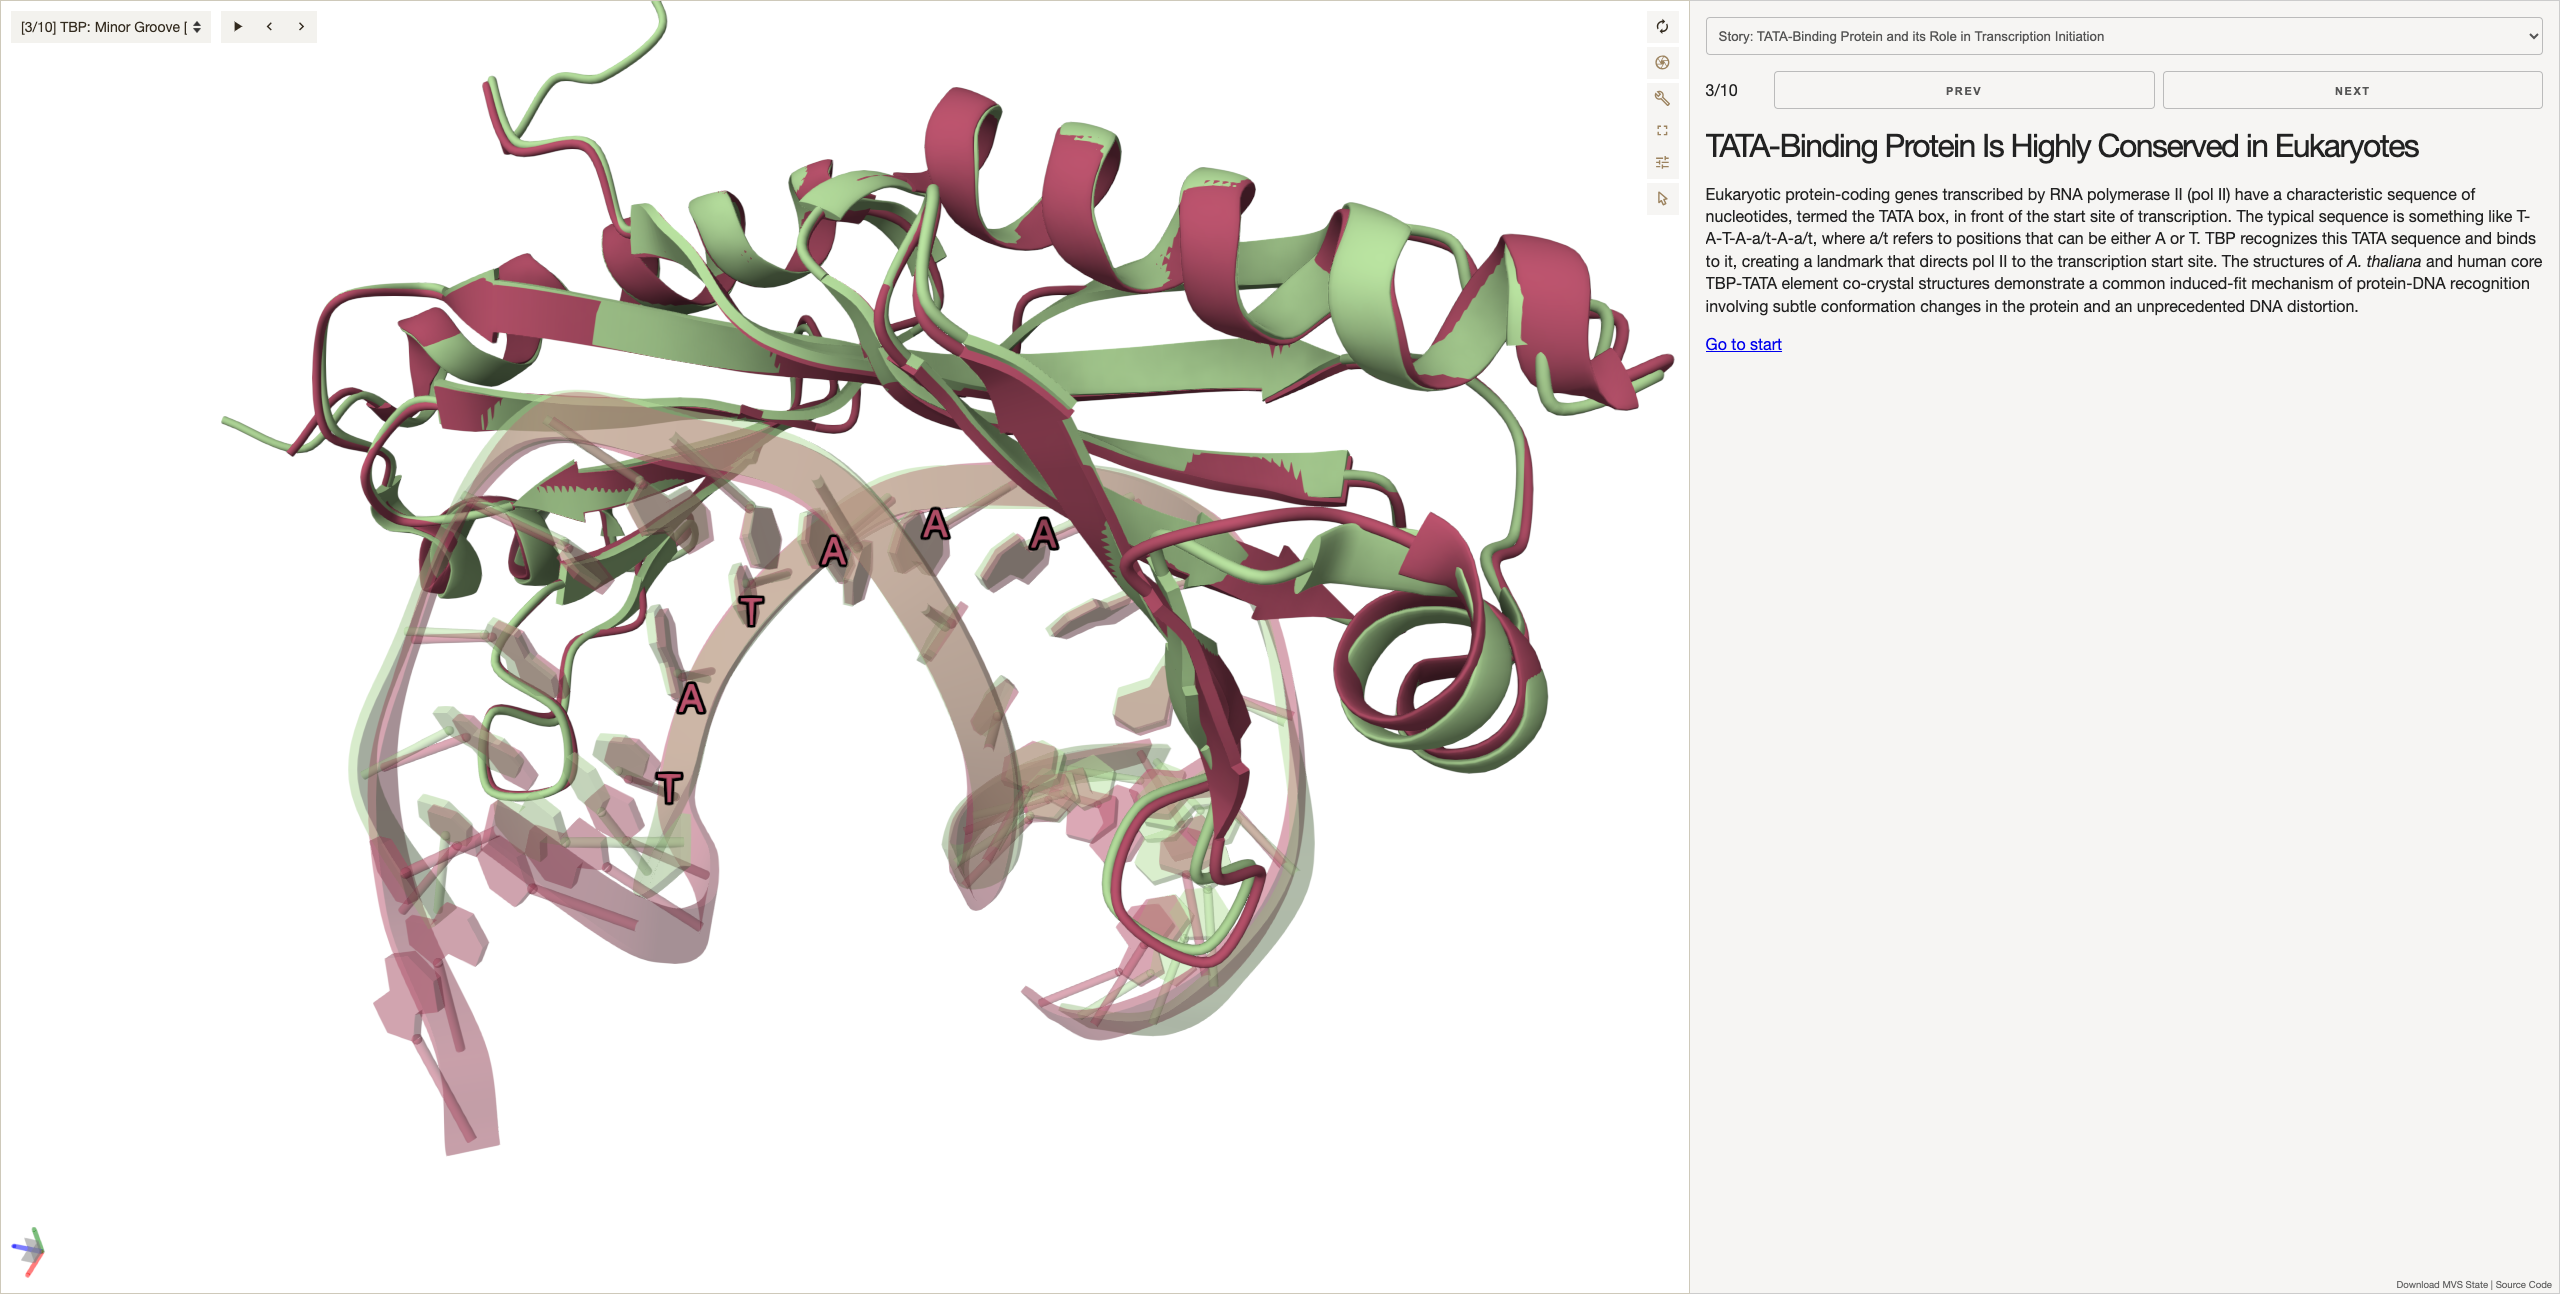 [3/10] TBP: Minor Groove [
Story: TATA-Binding Protein and its Role in Transcription Initiation
3/10
PREV
NEXT
TATA-Binding Protein Is Highly Conserved in Eukaryotes
Eukaryotic protein-coding genes transcribed by RNA polymerase II (pol II) have a characteristic sequence of
nucleotides, termed the TATA box, in front of the start site of transcription. The typical sequence is something like T-
A-T-A-a/t-A-a/t, where a/t refers to positions that can be either A or T. TBP recognizes this TATA sequence and binds
to it, creating a landmark that directs pol II to the transcription start site. The structures of A. thaliana and human core
TBP-TATA element co-crystal structures demonstrate a common induced-fit mechanism of protein-DNA recognition
involving subtle conformation changes in the protein and an unprecedented DNA distortion.
Go to start
T
A
T
A
A
A
Download MVS State | Source Code